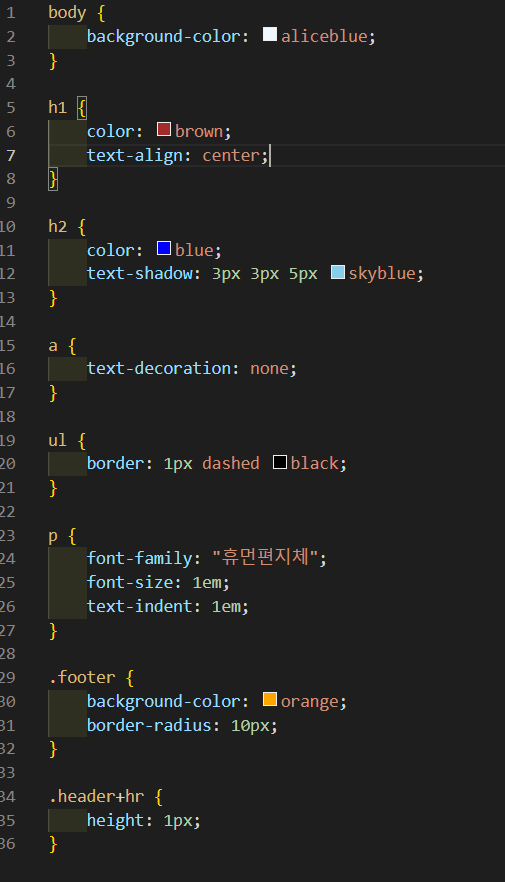 1 body {
2 background-color: aliceblue;
3 }
4
5 h1 {
6 color: brown;
7 text-align: center;
8 }
9
10 h2 {
11 color: blue;
12 text-shadow: 3px 3px 5px skyblue;
13 }
14
15 a {
16 text-decoration: none;
17 }
18
19 ul {
20 border: 1px dashed black;
21 }
22
23 p {
24 font-family: "휴먼편지체";
25 font-size: 1em;
26 text-indent: 1em;
27 }
28
29 .footer {
30 background-color: orange;
31 border-radius: 10px;
32 }
33
34 .header+hr {
35 height: 1px;
36 }